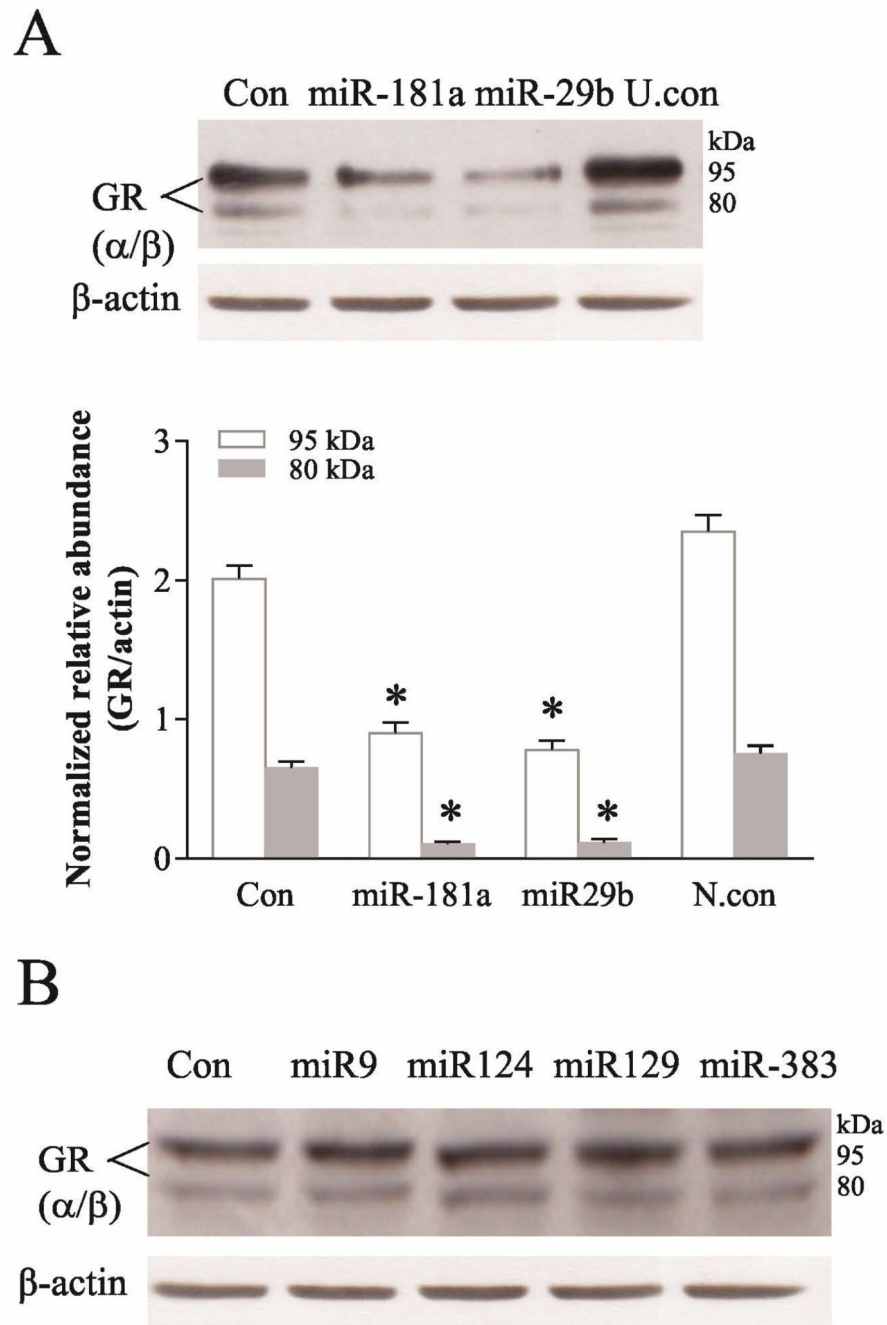 A
Con miR-181a miR-29b U.con
kDa
95
80
GR
(α/β)
β-actin
Normalized relative abundance
(GR/actin)
3
2
1
0
95 kDa
80 kDa
*
*
*
*
Con miR-181a miR29b N.con
B
Con miR9 miR124 miR129 miR-383
kDa
95
80
GR
(α/β)
β-actin